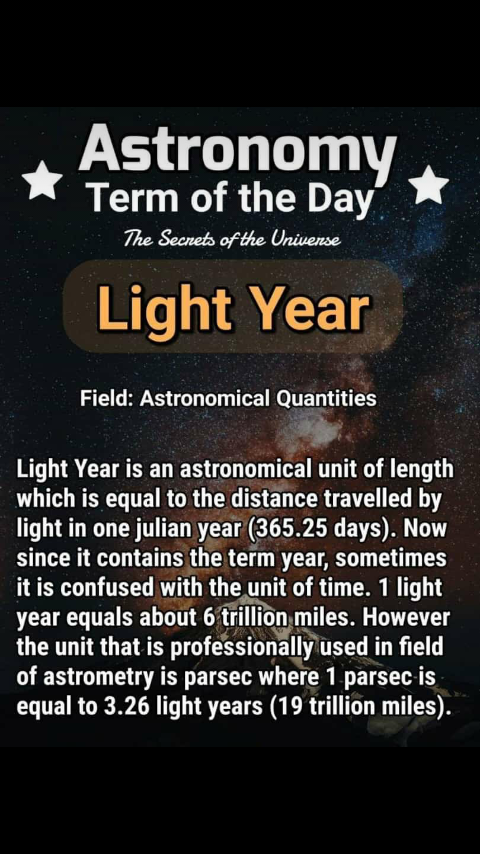 Astronomy
Term of the Day
The Secrets of the Universe
Light Year
Field: Astronomical Quantities
Light Year is an astronomical unit of length
which is equal to the distance travelled by
light in one julian year (365.25 days). Now
since it contains the term year, sometimes
it is confused with the unit of time. 1 light
year equals about 6 trillion miles. However
the unit that is professionally used in field
of astrometry is parsec where 1 parsec is
equal to 3.26 light years (19 trillion miles).